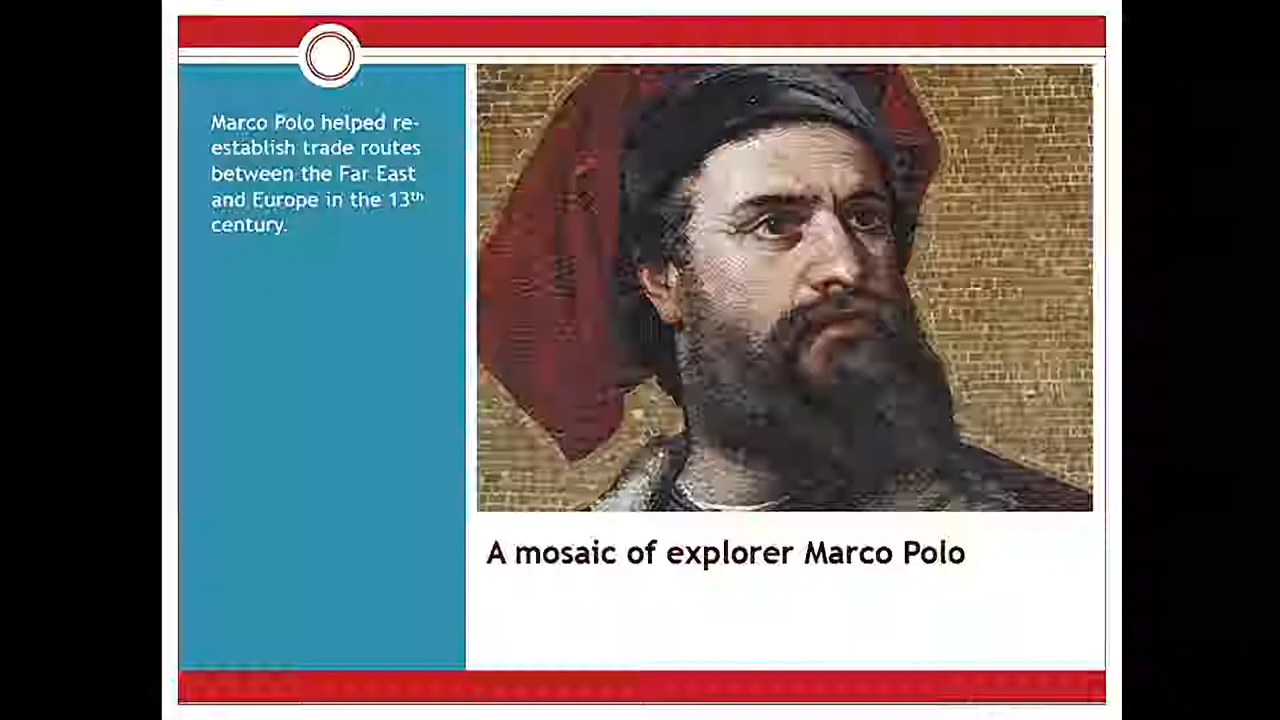 Marco Polo helped re-
establish trade routes
between the Far East
and Europe in the 13th
century.
A mosaic of explorer Marco Polo